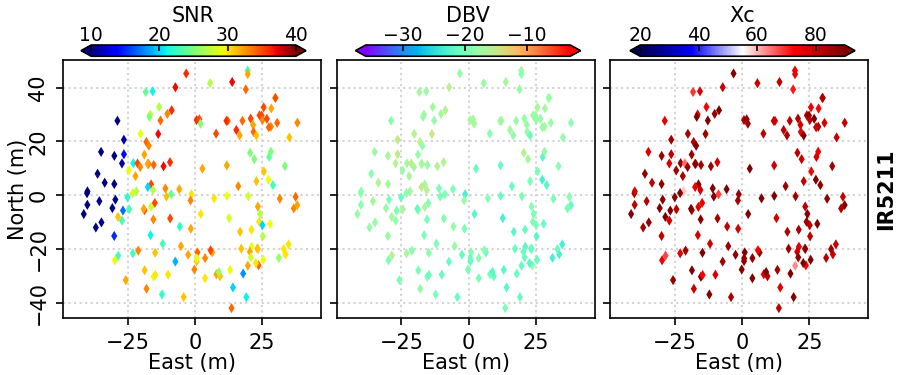 SNR DBV Xc
10 20 30 40 −30 −20 −10 20 40 60 80
40
20
0
−20
−40
North (m)
−25 0 25 −25 0 25 −25 0 25
East (m) East (m) East (m)
IR5211